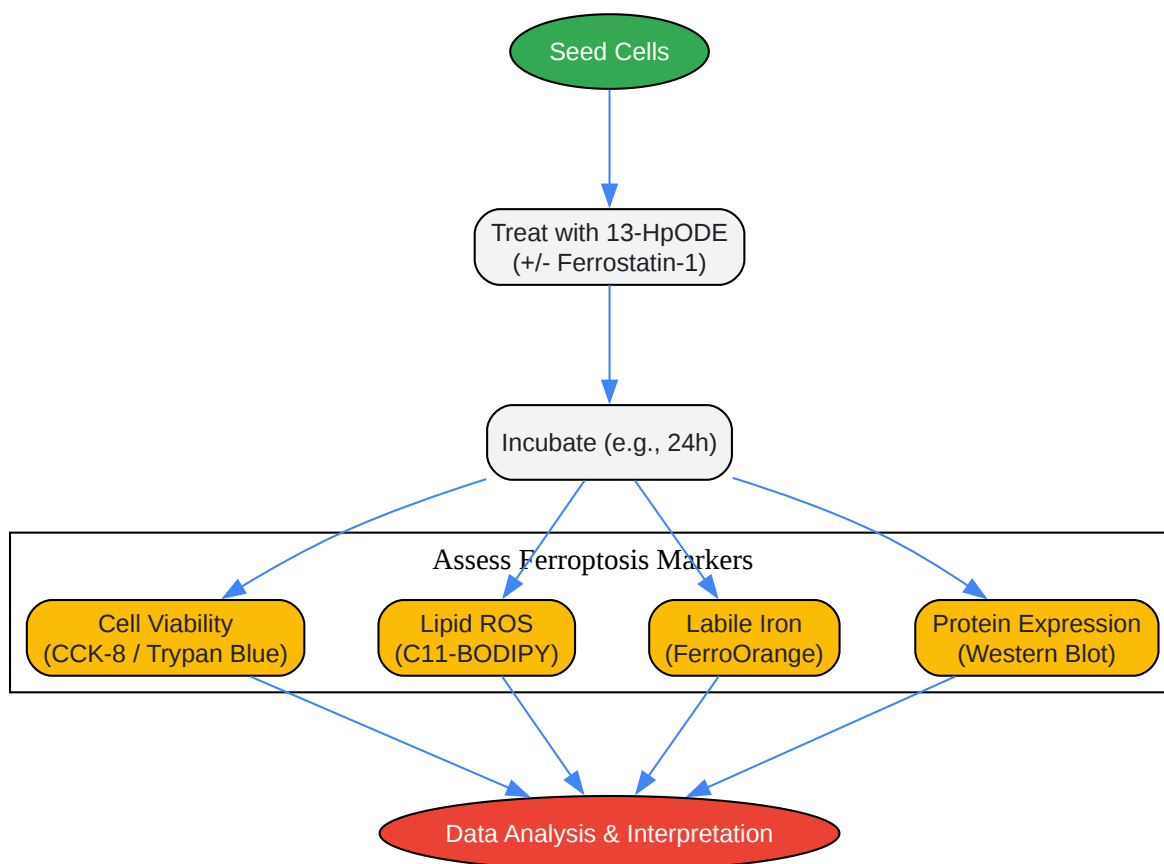 Seed Cells
Treat with 13-HpODE
(+/- Ferrostatin-1)
Incubate (e.g., 24h)
Assess Ferroptosis Markers
Cell Viability
(CCK-8 / Trypan Blue)
Lipid ROS
(C11-BODIPY)
Labile Iron
(FerroOrange)
Protein Expression
(Western Blot)
Data Analysis & Interpretation